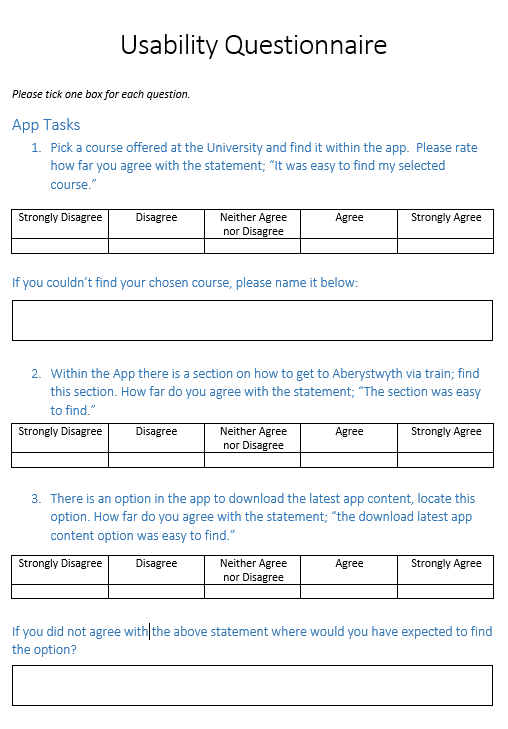 Usability Questionnaire
Please tick one box for each question.
App Tasks
1. Pick a course offered at the University and find it within the app.  Please rate
how far you agree with the statement; “It was easy to find my selected
course.”
Strongly Disagree Disagree Neither Agree Agree Strongly Agree
nor Disagree
If you couldn’t find your chosen course, please name it below:
2. Within the App there is a section on how to get to Aberystwyth via train; find
this section. How far do you agree with the statement; “The section was easy
to find.”
Strongly Disagree Disagree Neither Agree Agree Strongly Agree
nor Disagree
3. There is an option in the app to download the latest app content, locate this
option. How far do you agree with the statement; “the download latest app
content option was easy to find.”
Strongly Disagree Disagree Neither Agree Agree Strongly Agree
nor Disagree
If you did not agree with the above statement where would you have expected to find
the option?